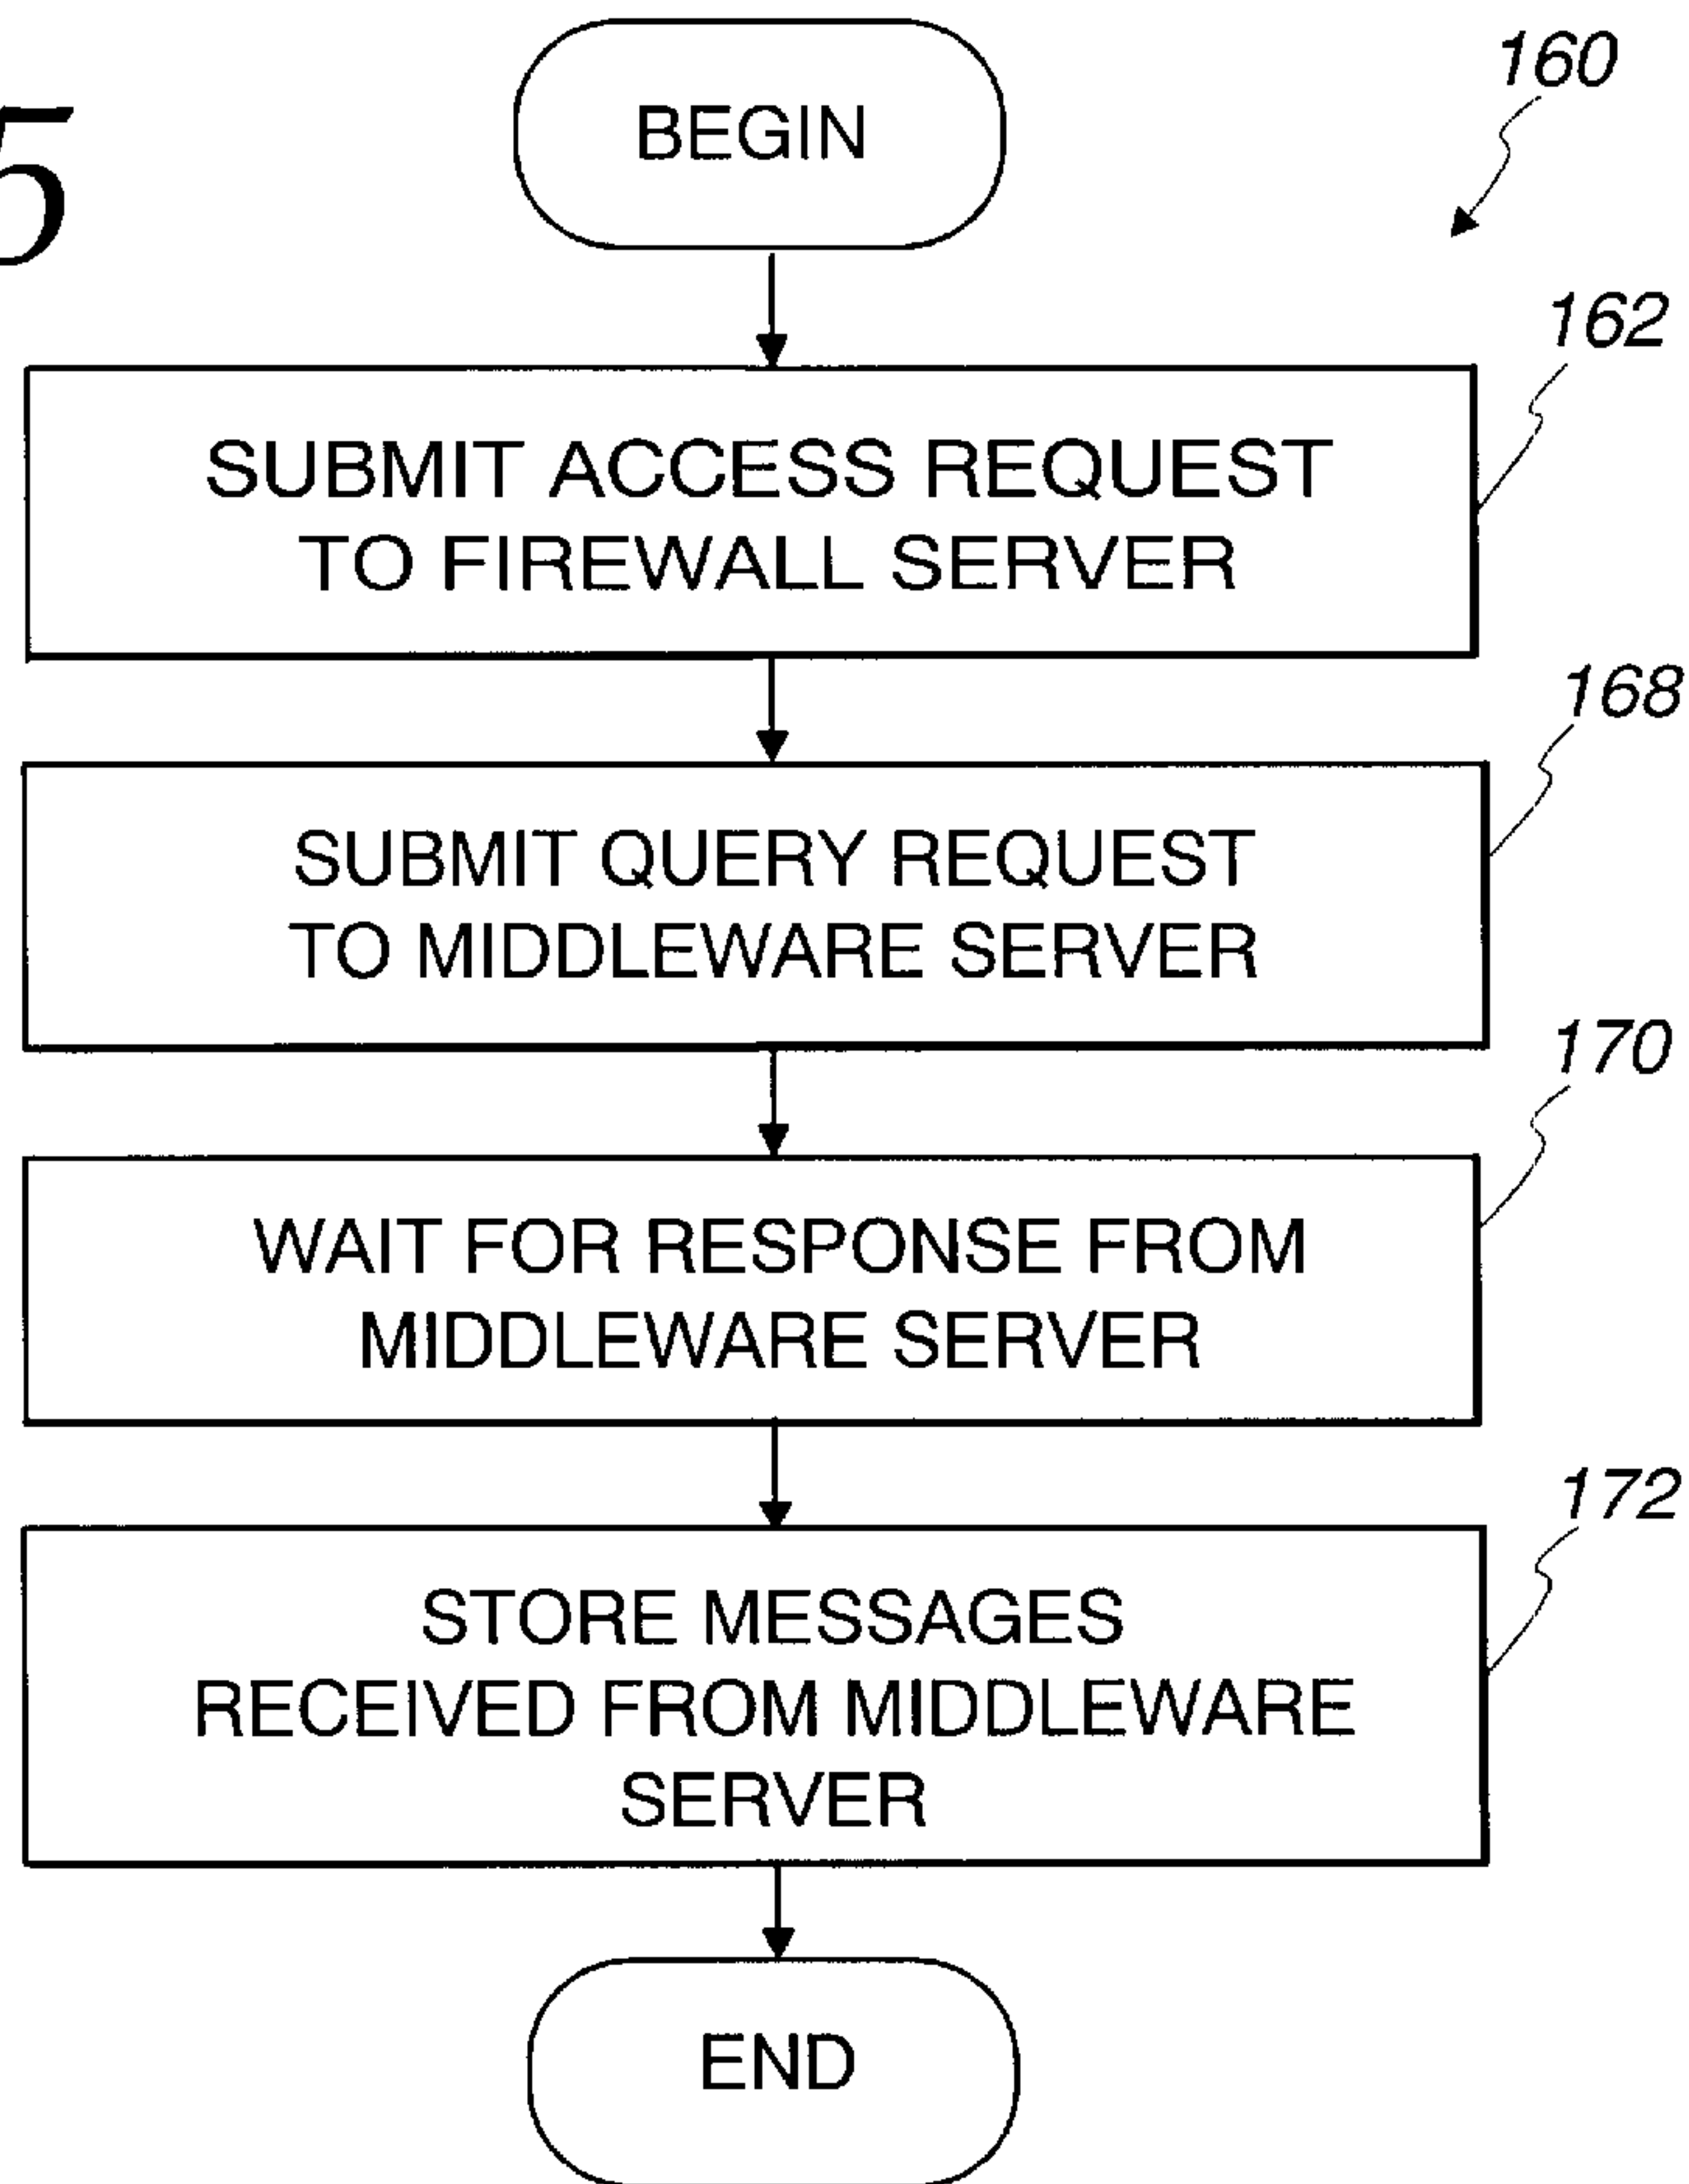 5
BEGIN
160
162
SUBMIT ACCESS REQUEST
TO FIREWALL SERVER
168
SUBMIT QUERY REQUEST
TO MIDDLEWARE SERVER
170
WAIT FOR RESPONSE FROM
MIDDLEWARE SERVER
172
STORE MESSAGES
RECEIVED FROM MIDDLEWARE
SERVER
END